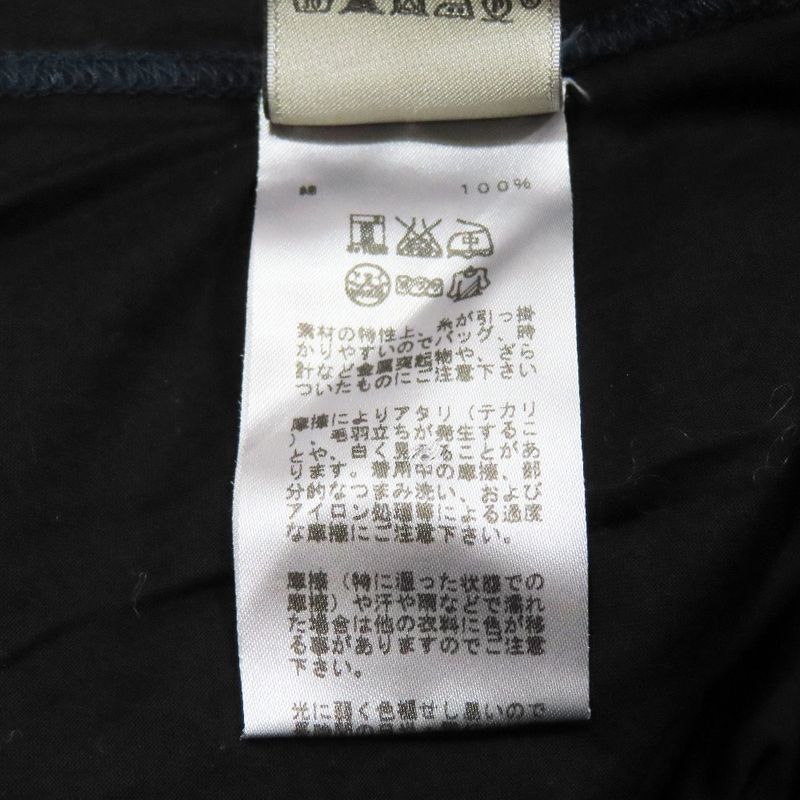 綿 100%
素材の特性上、糸が引っ掛
かりやすいのでバッグ、時
計など金属突起物や、ざら
ついたものにご注意下さい
摩擦によりアタリ(テカリ
)、毛羽立ちが発生するこ
とや、白く見えることがあ
ります。着用中の摩擦、部
分的なつまみ洗い、および
アイロン処理等による過度
な摩擦にご注意下さい。
摩擦(特に湿った状態での
摩擦)や汗や雨などで濡れ
た場合は他の衣料に色が移
る事がありますのでご注意
下さい。
光に弱く色褪せし易いので